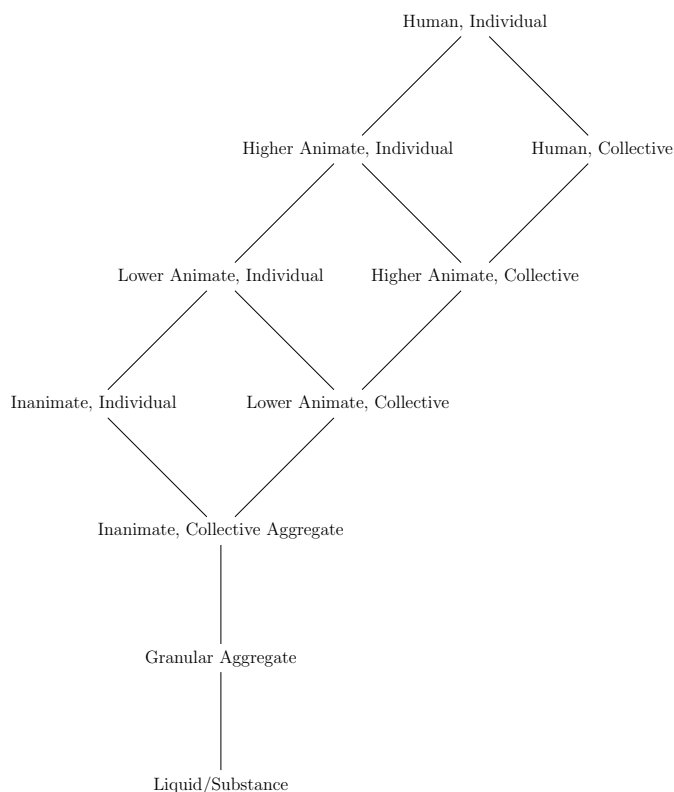 Human, Individual
Higher Animate, Individual
Human, Collective
Lower Animate, Individual
Higher Animate, Collective
Inanimate, Individual
Lower Animate, Collective
Inanimate, Collective Aggregate
Granular Aggregate
Liquid/Substance